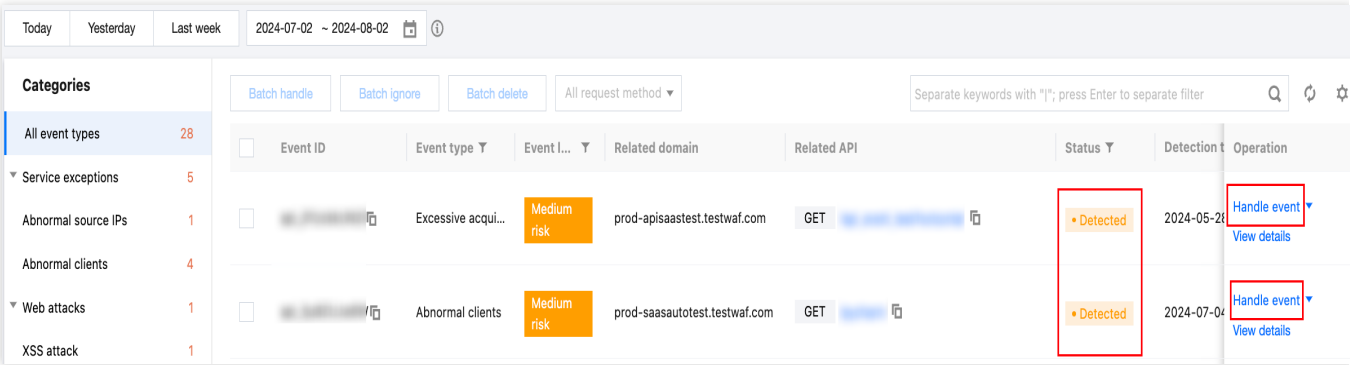 Today Yesterday Last week 2024-07-02 ~ 2024-08-02
Categories
Batch handle Batch ignore Batch delete All request method Separate keywords with "|"; press Enter to separate filter
All event types 28
Event ID Event type Event l... Related domain Related API Status Detection t Operation
Service exceptions 5
Abnormal source IPs 1
Abnormal clients 4
Web attacks 1
XSS attack 1
Excessive acqui... Medium
risk
prod-apisaastest.testwaf.com GET • Detected 2024-05-28 Handle event
View details
Abnormal clients Medium
risk
prod-saasautotest.testwaf.com GET • Detected 2024-07-04 Handle event
View details